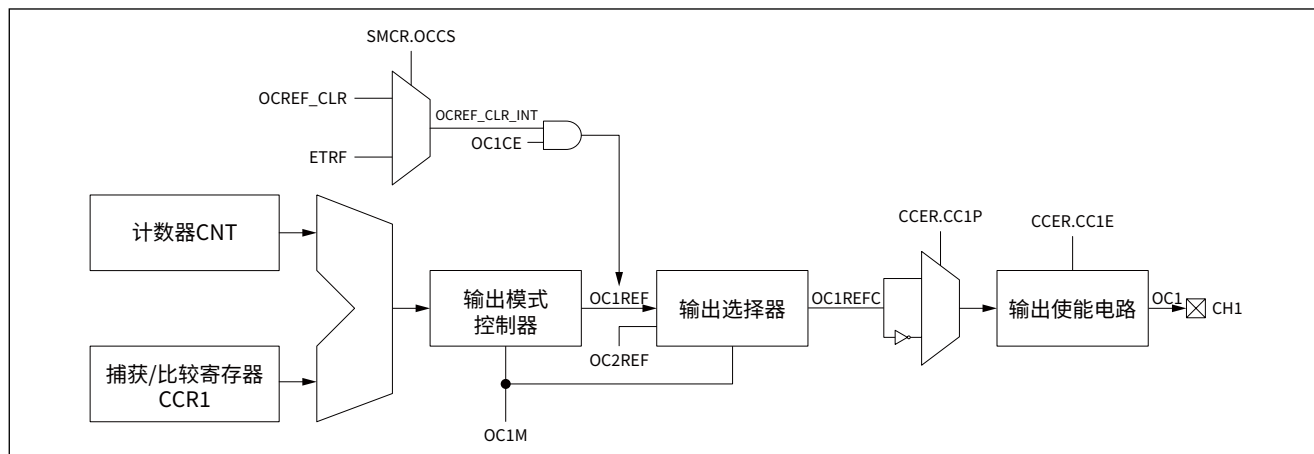 SMCR.OCCS
OCREF_CLR
OCREF_CLR_INT
OC1CE
ETRF
计数器CNT
CCER.CC1P
CCER.CC1E
输出模式
控制器
OC1REF
输出选择器
OC1REFC
输出使能电路
OC1
CH1
OC2REF
捕获/比较寄存器
CCR1
OC1M